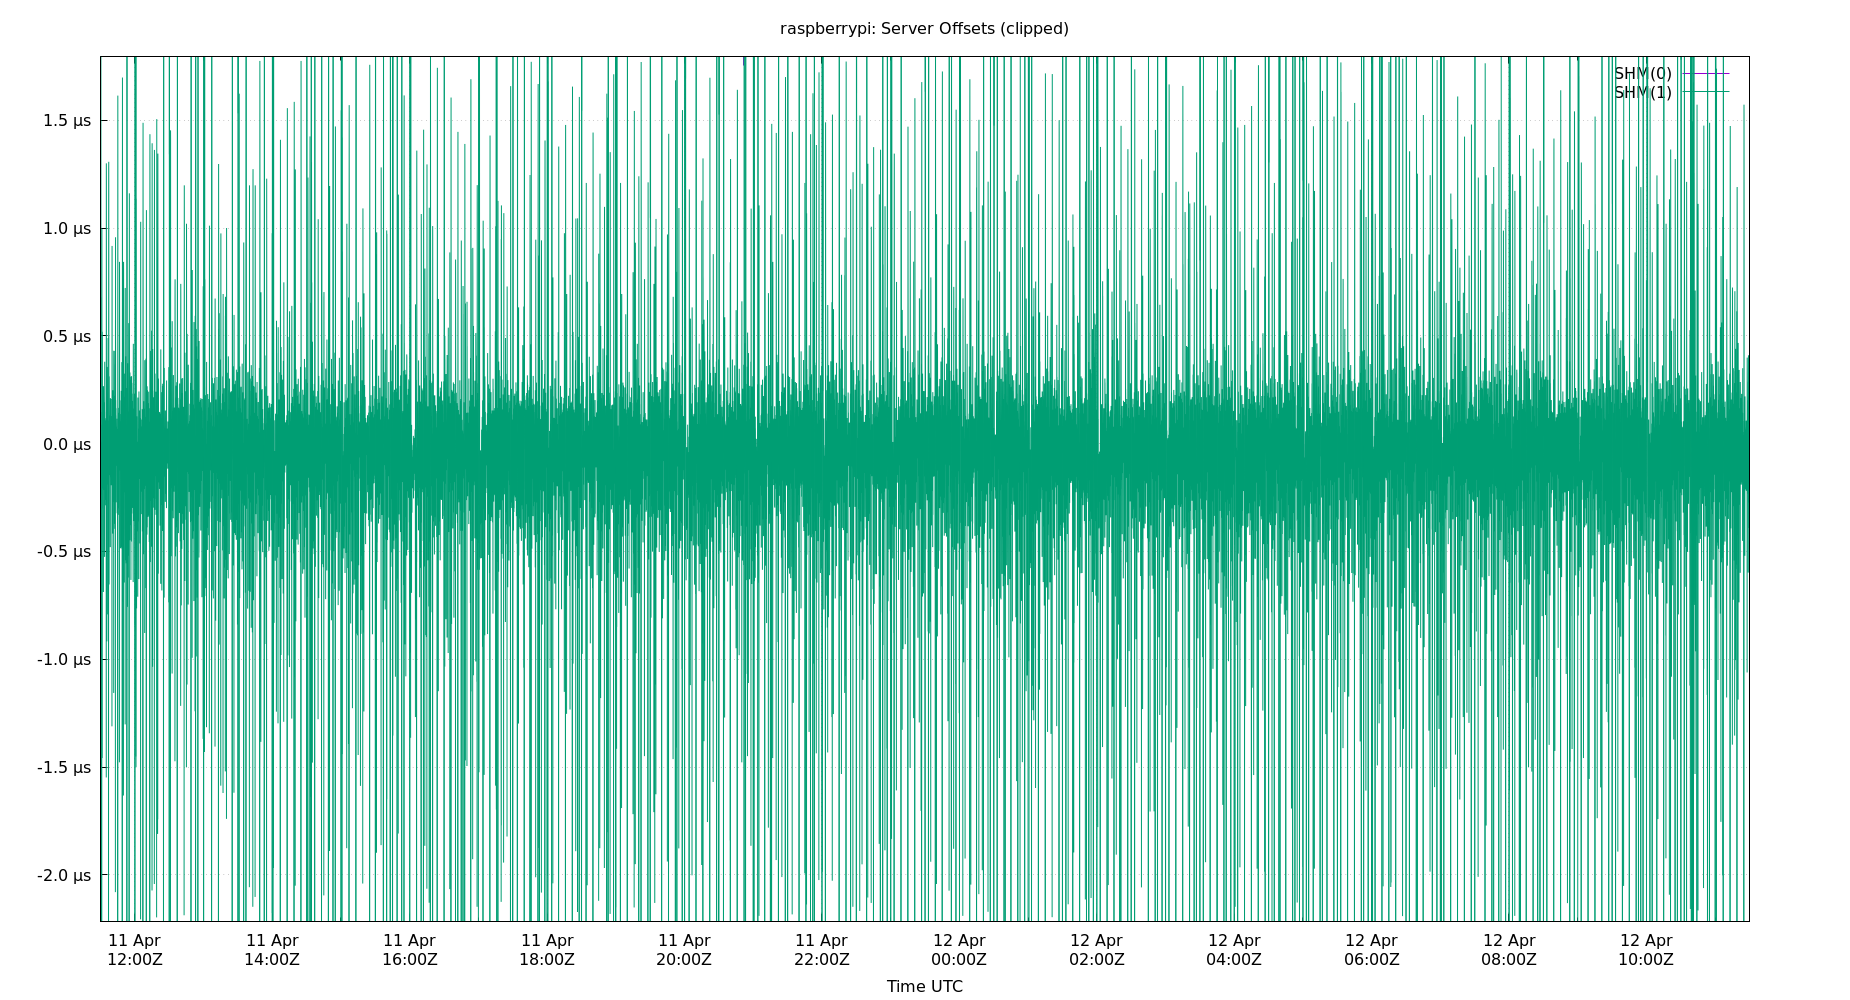 raspberrypi: Server Offsets (clipped)
SHM(0)
SHM(1)
1.5 µs
1.0 µs
0.5 µs
0.0 µs
-0.5 µs
-1.0 µs
-1.5 µs
-2.0 µs
11 Apr 11 Apr 11 Apr 11 Apr 11 Apr 11 Apr 12 Apr 12 Apr 12 Apr 12 Apr 12 Apr 12 Apr
12:00Z 14:00Z 16:00Z 18:00Z 20:00Z 22:00Z 00:00Z 02:00Z 04:00Z 06:00Z 08:00Z 10:00Z
Time UTC